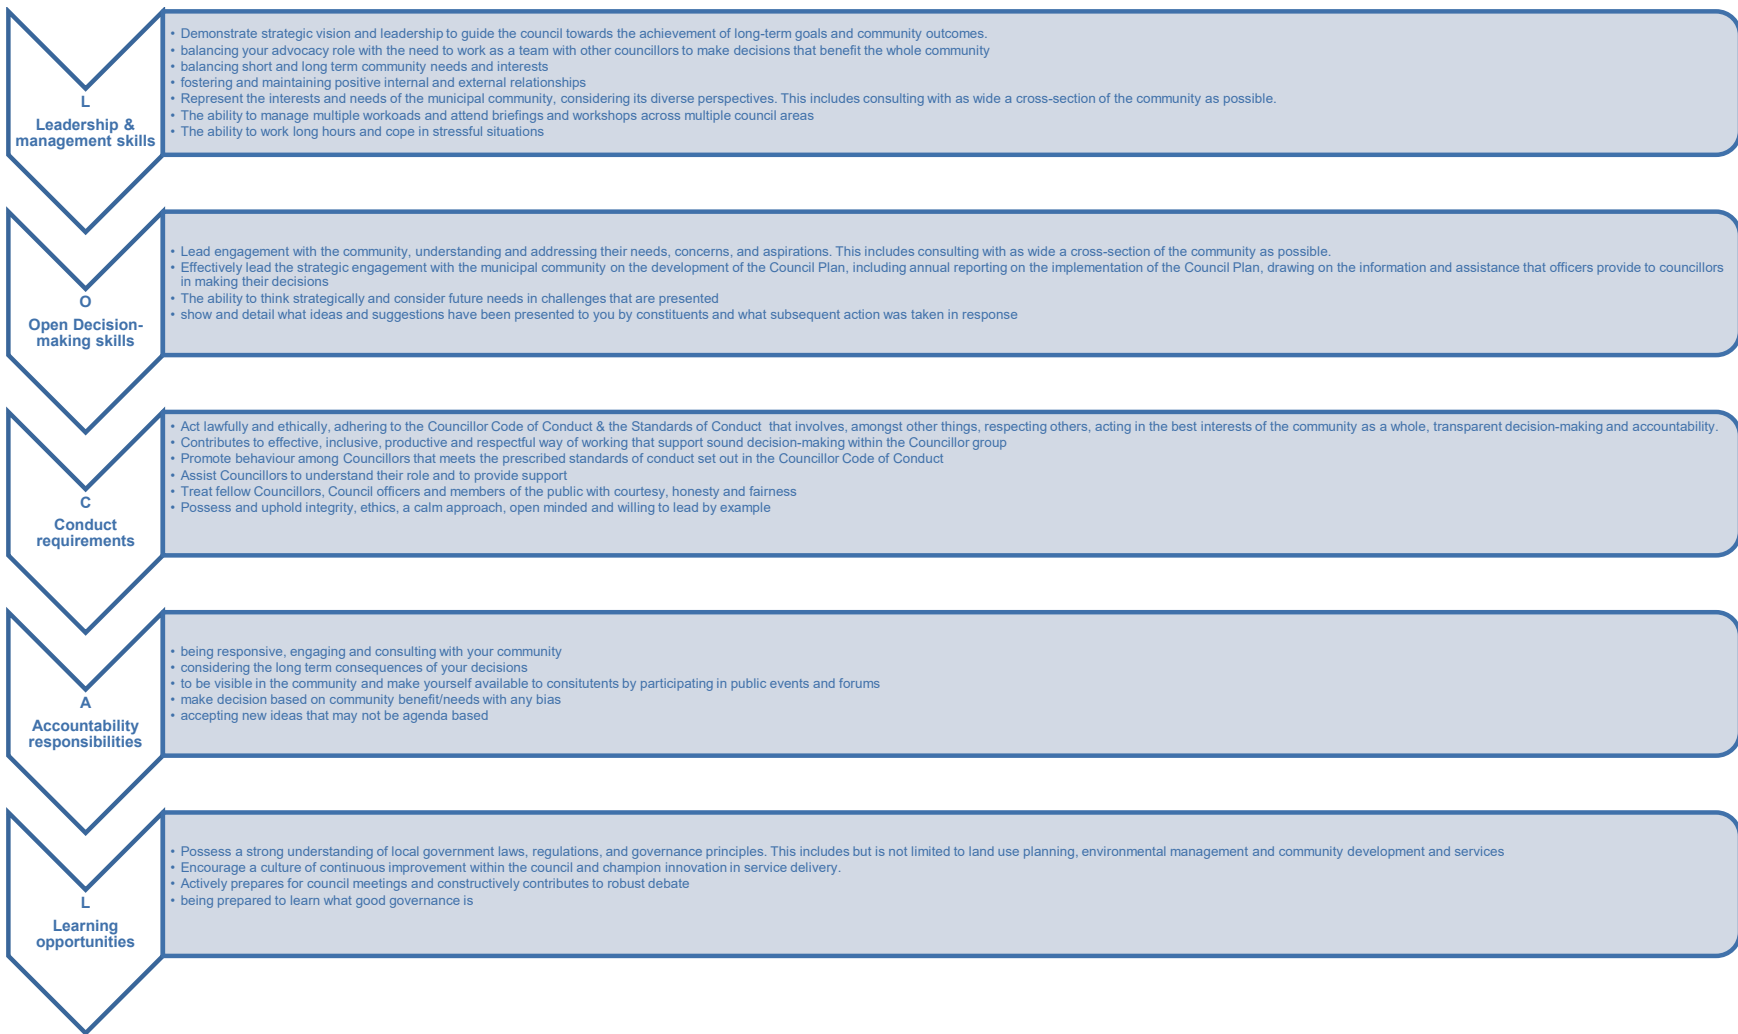 L
Leadership &
management skills
• Demonstrate strategic vision and leadership to guide the council towards the achievement of long-term goals and community outcomes.
• balancing your advocacy role with the need to work as a team with other councillors to make decisions that benefit the whole community
• balancing short and long term community needs and interests
• fostering and maintaining positive internal and external relationships
• Represent the interests and needs of the municipal community, considering its diverse perspectives. This includes consulting with as wide a cross-section of the community as possible.
• The ability to manage multiple workoads and attend briefings and workshops across multiple council areas
• The ability to work long hours and cope in stressful situations
O
Open Decision-
making skills
• Lead engagement with the community, understanding and addressing their needs, concerns, and aspirations. This includes consulting with as wide a cross-section of the community as possible.
• Effectively lead the strategic engagement with the municipal community on the development of the Council Plan, including annual reporting on the implementation of the Council Plan, drawing on the information and assistance that officers provide to councillors
in making their decisions
• The ability to think strategically and consider future needs in challenges that are presented
• show and detail what ideas and suggestions have been presented to you by constituents and what subsequent action was taken in response
C
Conduct
requirements
• Act lawfully and ethically, adhering to the Councillor Code of Conduct & the Standards of Conduct that involves, amongst other things, respecting others, acting in the best interests of the community as a whole, transparent decision-making and accountability.
• Contributes to effective, inclusive, productive and respectful way of working that support sound decision-making within the Councillor group
• Promote behaviour among Councillors that meets the prescribed standards of conduct set out in the Councillor Code of Conduct
• Assist Councillors to understand their role and to provide support
• Treat fellow Councillors, Council officers and members of the public with courtesy, honesty and fairness
• Possess and uphold integrity, ethics, a calm approach, open minded and willing to lead by example
A
Accountability
responsibilities
• being responsive, engaging and consulting with your community
• considering the long term consequences of your decisions
• to be visible in the community and make yourself available to consitutents by participating in public events and forums
• make decision based on community benefit/needs with any bias
• accepting new ideas that may not be agenda based
L
Learning
opportunities
• Possess a strong understanding of local government laws, regulations, and governance principles. This includes but is not limited to land use planning, environmental management and community development and services
• Encourage a culture of continuous improvement within the council and champion innovation in service delivery.
• Actively prepares for council meetings and constructively contributes to robust debate
• being prepared to learn what good governance is